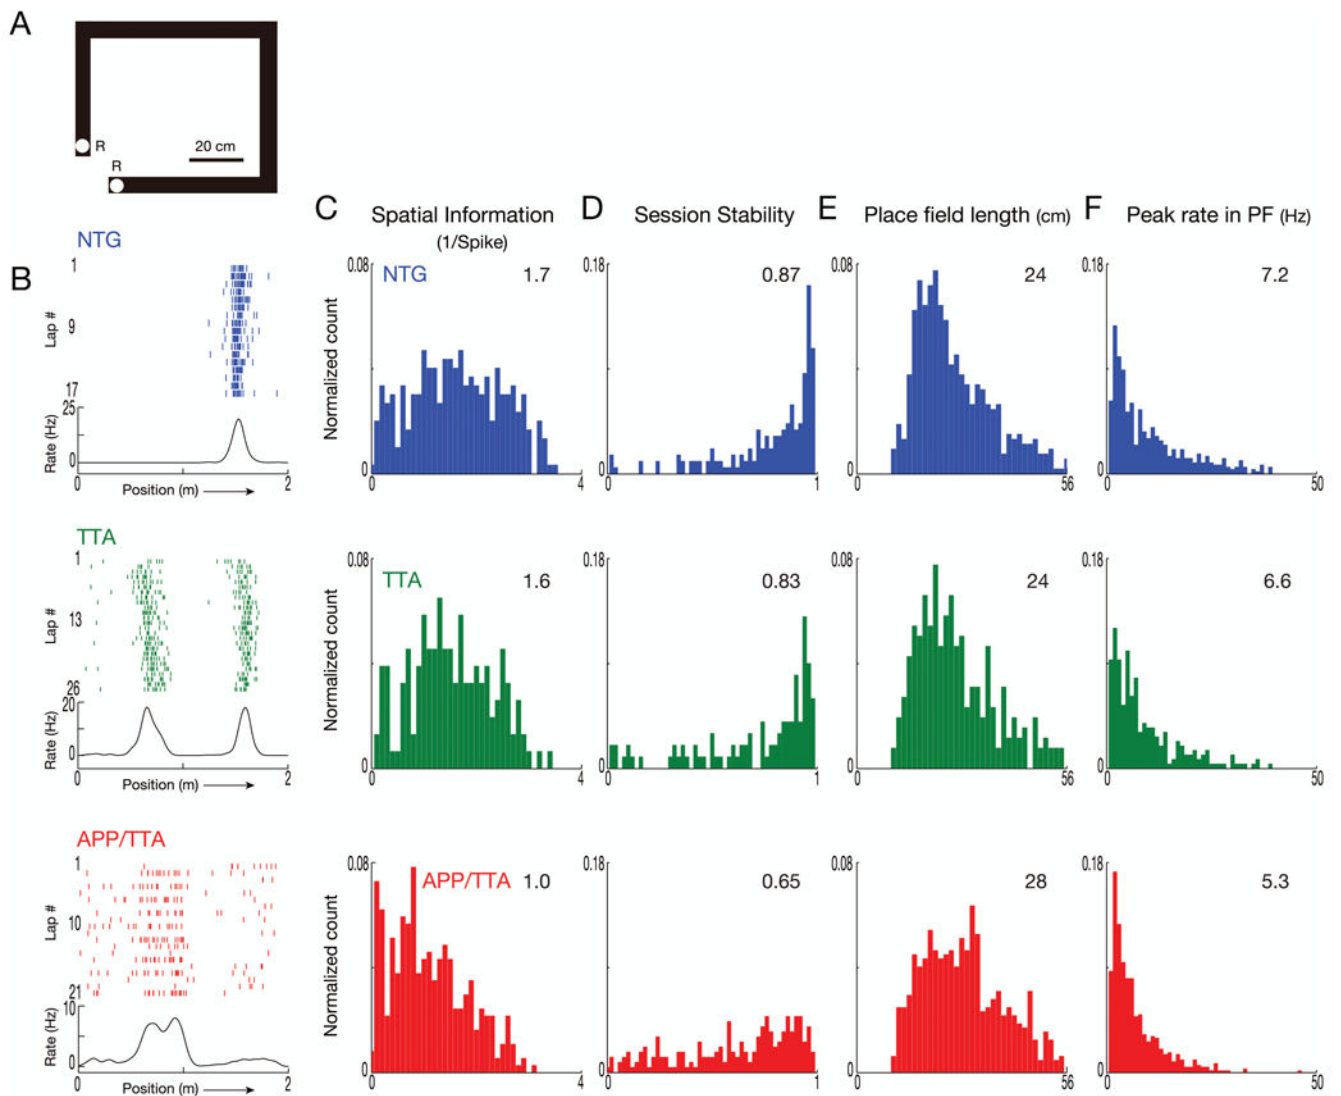 A
R
R
20 cm
C
Spatial Information
(1/Spike)
D
Session Stability
E
Place field length (cm)
F
Peak rate in PF (Hz)
B
NTG
1
9
17
Lap #
25
0
Rate (Hz)
0
Position (m)
2
Normalized count
0.08
0
NTG
1.7
0
4
0.18
0
0.87
0
1
0.08
0
24
0
56
0.18
0
7.2
0
50
TTA
1
13
26
Lap #
20
0
Rate (Hz)
0
Position (m)
2
Normalized count
0.08
0
TTA
1.6
0
4
0.18
0
0.83
0
1
0.08
0
24
0
56
0.18
0
6.6
0
50
APP/TTA
1
10
21
Lap #
10
0
Rate (Hz)
0
Position (m)
2
Normalized count
0.08
0
APP/TTA
1.0
0
4
0.18
0
0.65
0
1
0.08
0
28
0
56
0.18
0
5.3
0
50